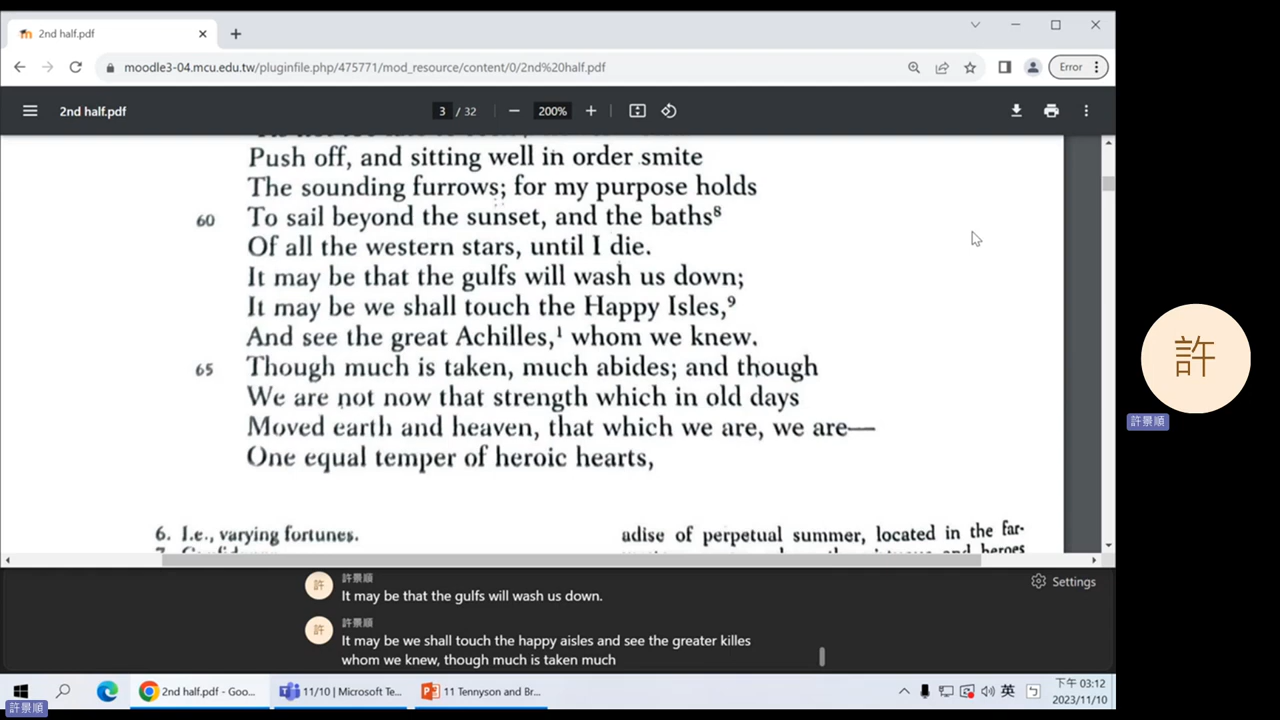 2nd half.pdf
moodle3-04.mcu.edu.tw/pluginfile.php/475771/mod_resource/content/0/2nd%20half.pdf
Error
2nd half.pdf
3 / 32
200%
Push off, and sitting well in order smite
The sounding furrows; for my purpose holds
60 To sail beyond the sunset, and the baths⁸
Of all the western stars, until I die.
It may be that the gulfs will wash us down;
It may be we shall touch the Happy Isles,⁹
And see the great Achilles,¹ whom we knew.
65 Though much is taken, much abides; and though
We are not now that strength which in old days
Moved earth and heaven, that which we are, we are—
One equal temper of heroic hearts,
6. I.e., varying fortunes.
adise of perpetual summer, located in the far-
許
許景順
許
許景順
It may be that the gulfs will wash us down.
許
許景順
It may be we shall touch the happy aisles and see the greater killes
whom we knew, though much is taken much
Settings
2nd half.pdf - Goo...
11/10 | Microsoft Te...
11 Tennyson and Br...
英
下午 03:12
2023/11/10
許景順